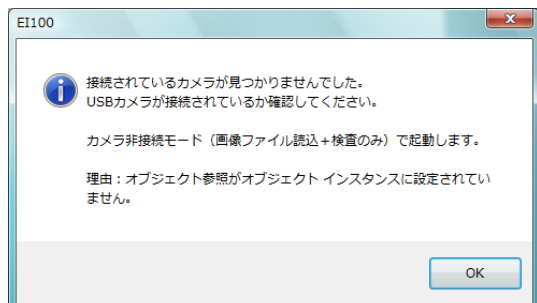 EI100
接続されているカメラが見つかりませんでした。
USBカメラが接続されているか確認してください。
カメラ非接続モード（画像ファイル読込+検査のみ）で起動します。
理由：オブジェクト参照がオブジェクト インスタンスに設定されてい
ません。
OK